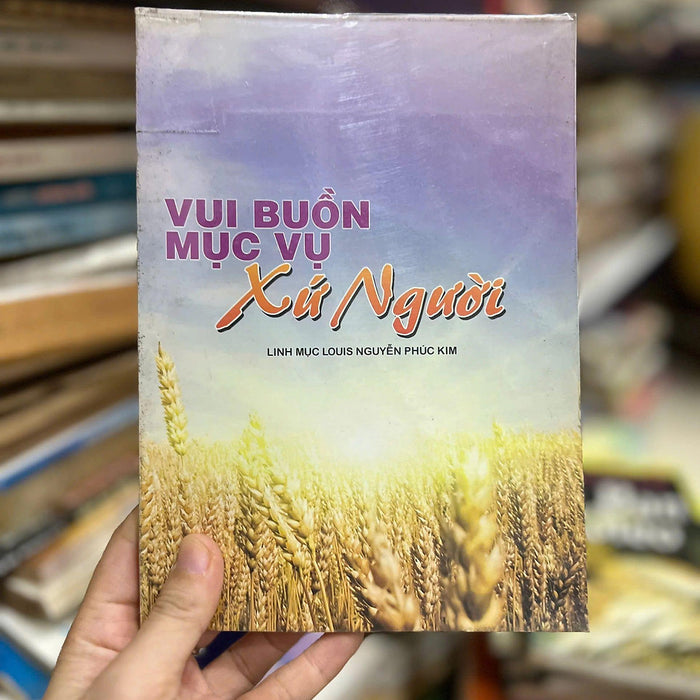 VUI BUỒN
MỤC VỤ
Xứ Người
LINH MỤC LOUIS NGUYỄN PHÚC KIM